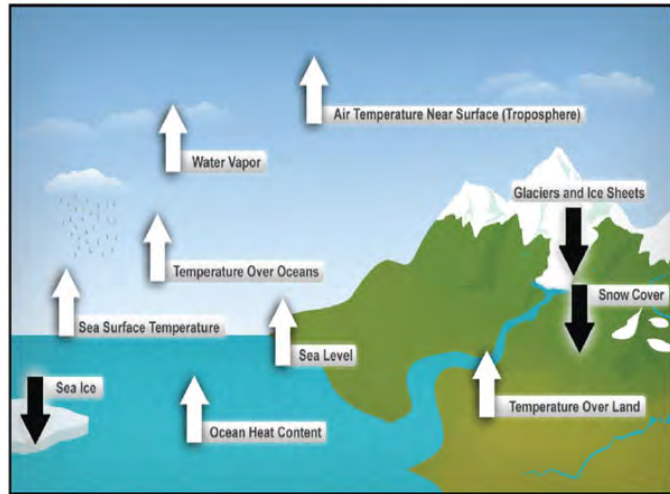 Air Temperature Near Surface (Troposphere)
Water Vapor
Glaciers and Ice Sheets
Temperature Over Oceans
Snow Cover
Sea Surface Temperature
Sea Level
Sea Ice
Temperature Over Land
Ocean Heat Content